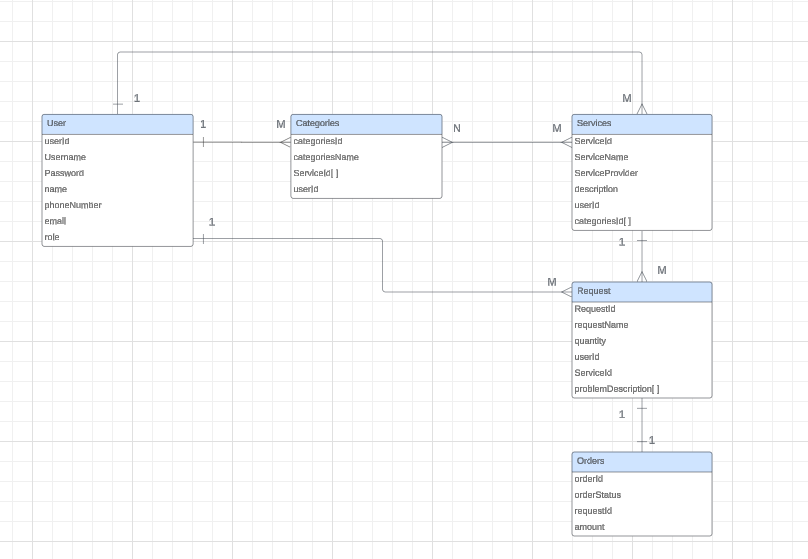 1
M
User
userId
Username
Password
name
phoneNumber
email
role
1
M
Categories
categoriesId
categoriesName
ServiceId[ ]
userId
N
M
Services
ServiceId
ServiceName
ServiceProvider
description
userId
categoriesId[ ]
1
M
1
M
Request
RequestId
requestName
quantity
userId
ServiceId
problemDescription[ ]
1
1
Orders
orderId
orderStatus
requestId
amount